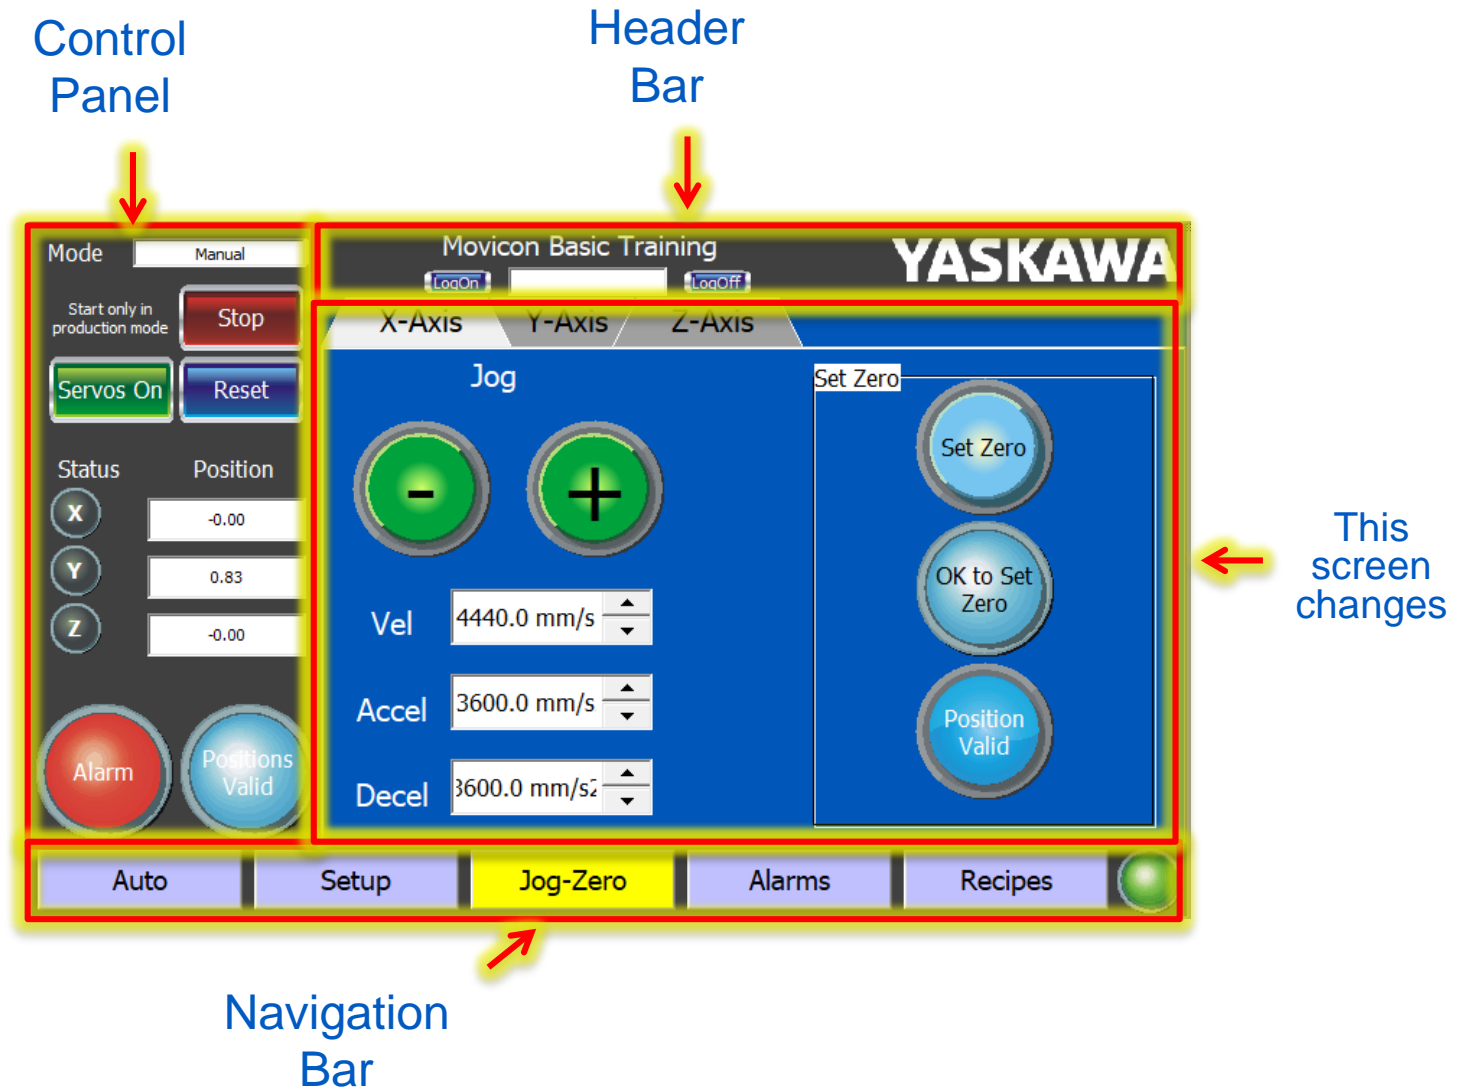 Control
Panel
Header
Bar
Mode
Manual
Movicon Basic Training
YASKAWA
LogOn
LogOff
Start only in
production mode
Stop
Servos On
Reset
X-Axis
Y-Axis
Z-Axis
Jog
Set Zero
-
+
Set Zero
Status
Position
X
-0.00
Y
0.83
Z
-0.00
OK to Set
Zero
This
screen
changes
Vel
4440.0 mm/s
Accel
3600.0 mm/s
Decel
3600.0 mm/s2
Position
Valid
Alarm
Positions
Valid
Auto
Setup
Jog-Zero
Alarms
Recipes
Navigation
Bar